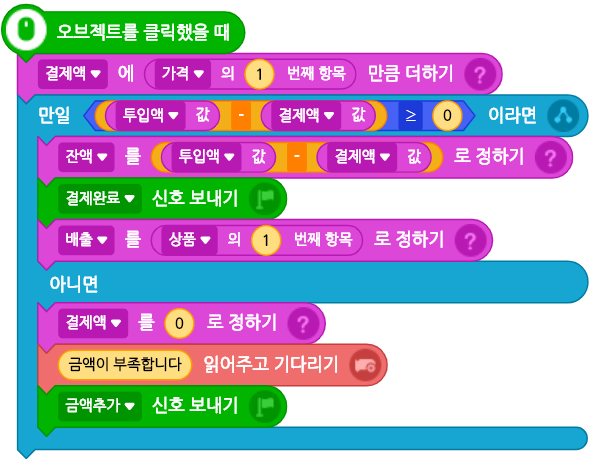 오브젝트를 클릭했을 때
결제액 ▼ 에 가격 ▼ 의 1 번째 항목 만큼 더하기 ?
만일 투입액 ▼ 값 - 결제액 ▼ 값 ≥ 0 이라면
잔액 ▼ 를 투입액 ▼ 값 - 결제액 ▼ 값 로 정하기 ?
결제완료 ▼ 신호 보내기
배출 ▼ 를 상품 ▼ 의 1 번째 항목 로 정하기 ?
아니면
결제액 ▼ 를 0 로 정하기 ?
금액이 부족합니다 읽어주고 기다리기
금액추가 ▼ 신호 보내기